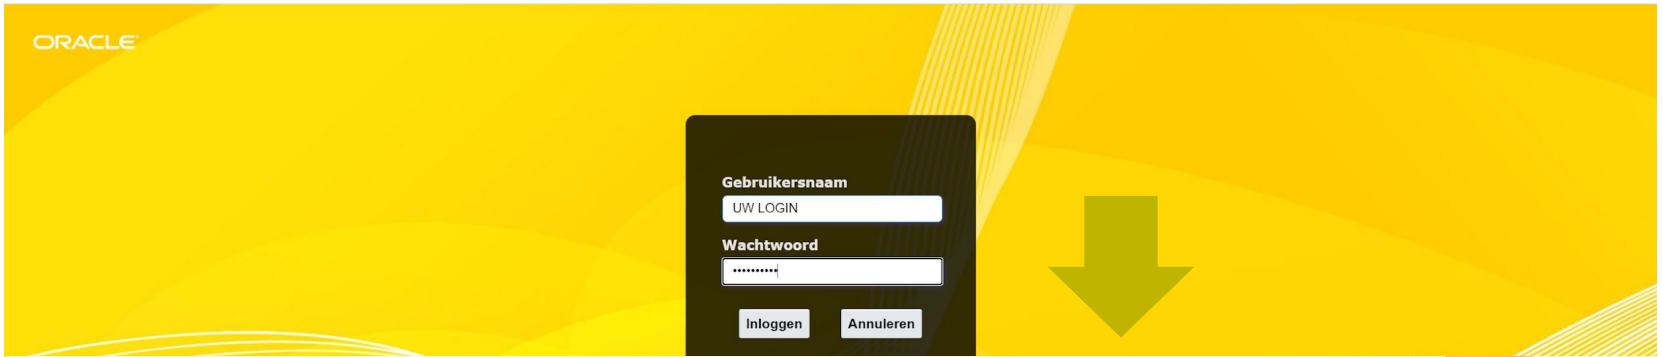 ORACLE
Gebruikersnaam
UW LOGIN
Wachtwoord
••••••••••
Inloggen
Annuleren